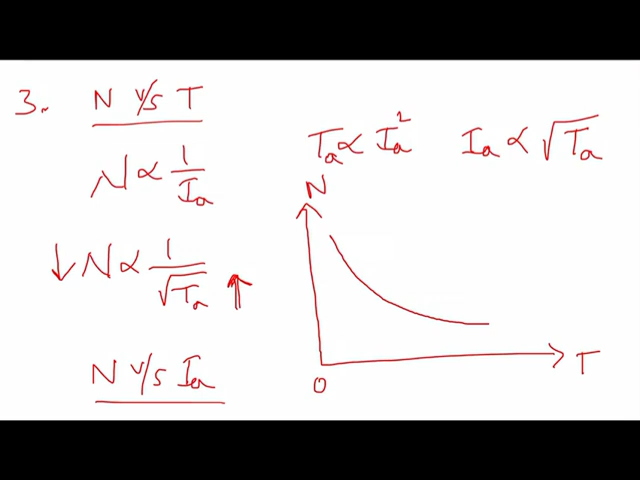 3. N v/s T
N ∝ 1/Ia
↓ N ∝ 1/√Ta ↑
N v/s Ia
Ta ∝ Ia²
Ia ∝ √Ta
N
0
T